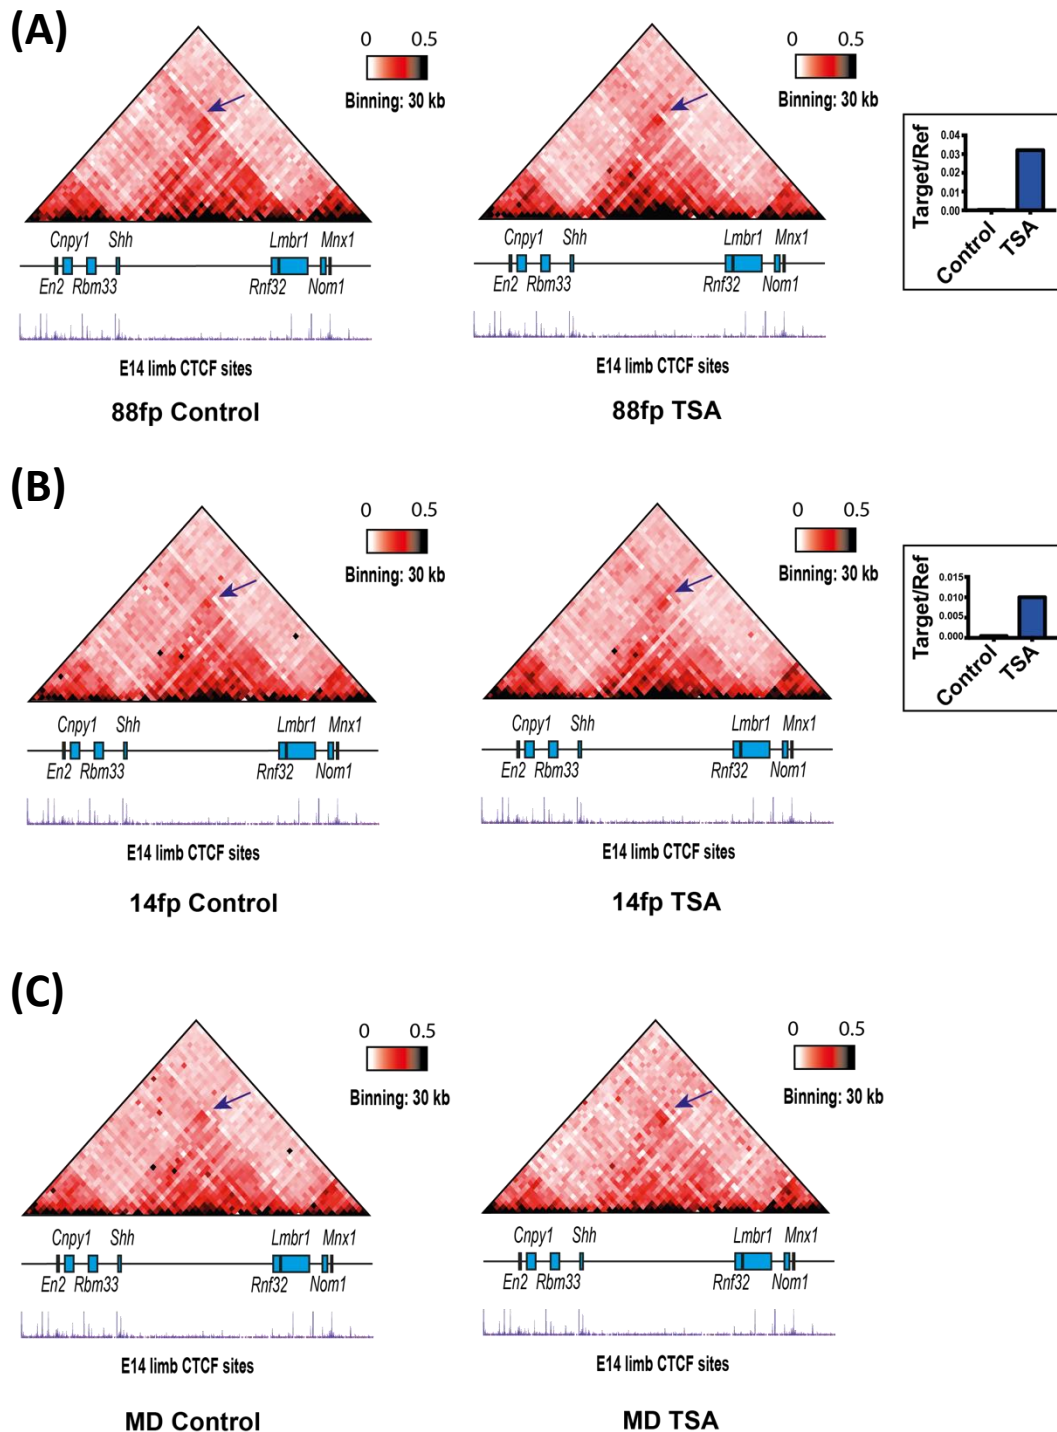 (A)
0 0.5
Binning: 30 kb
0 0.5
Binning: 30 kb
Target/Ref
0.04
0.03
0.02
0.01
0.00
Control TSA
Cnpy1 Shh Lmbr1 Mnx1
En2 Rbm33 Rnf32 Nom1
E14 limb CTCF sites
88fp Control
Cnpy1 Shh Lmbr1 Mnx1
En2 Rbm33 Rnf32 Nom1
E14 limb CTCF sites
88fp TSA
(B)
0 0.5
Binning: 30 kb
0 0.5
Binning: 30 kb
Target/Ref
0.015
0.010
0.005
0.000
Control TSA
Cnpy1 Shh Lmbr1 Mnx1
En2 Rbm33 Rnf32 Nom1
E14 limb CTCF sites
14fp Control
Cnpy1 Shh Lmbr1 Mnx1
En2 Rbm33 Rnf32 Nom1
E14 limb CTCF sites
14fp TSA
(C)
0 0.5
Binning: 30 kb
0 0.5
Binning: 30 kb
Cnpy1 Shh Lmbr1 Mnx1
En2 Rbm33 Rnf32 Nom1
E14 limb CTCF sites
MD Control
Cnpy1 Shh Lmbr1 Mnx1
En2 Rbm33 Rnf32 Nom1
E14 limb CTCF sites
MD TSA